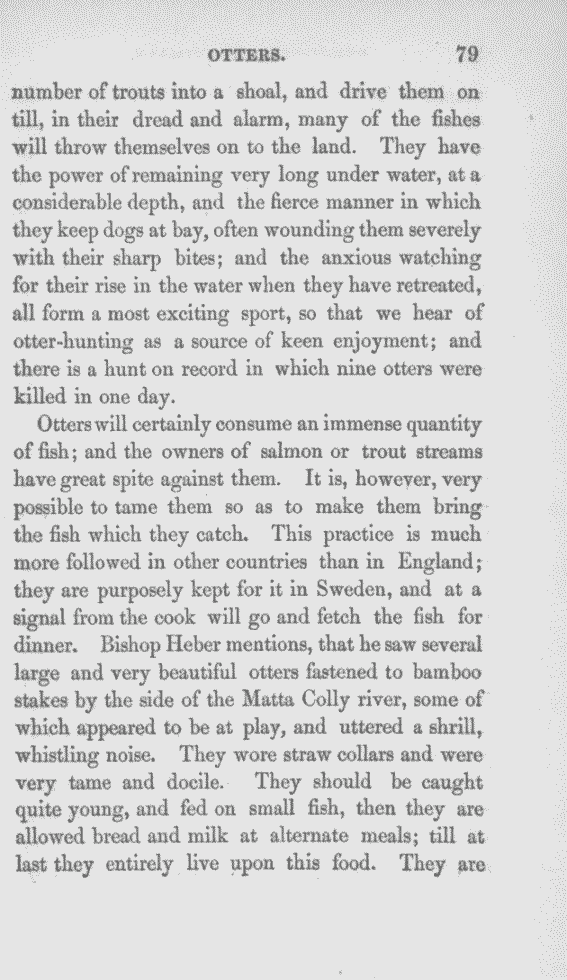 OTTERS. 79
number of trouts into a shoal, and drive them on
till, in their dread and alarm, many of the fishes
will throw themselves on to the land. They have
the power of remaining very long under water, at a
considerable depth, and the fierce manner in which
they keep dogs at bay, often wounding them severely
with their sharp bites; and the anxious watching
for their rise in the water when they have retreated,
all form a most exciting sport, so that we hear of
otter-hunting as a source of keen enjoyment; and
there is a hunt on record in which nine otters were
killed in one day.
Otters will certainly consume an immense quantity
of fish; and the owners of salmon or trout streams
have great spite against them. It is, however, very
possible to tame them so as to make them bring
the fish which they catch. This practice is much
more followed in other countries than in England;
they are purposely kept for it in Sweden, and at a
signal from the cook will go and fetch the fish for
dinner. Bishop Heber mentions, that he saw several
large and very beautiful otters fastened to bamboo
stakes by the side of the Matta Colly river, some of
which appeared to be at play, and uttered a shrill,
whistling noise. They wore straw collars and were
very tame and docile. They should be caught
quite young, and fed on small fish, then they are
allowed bread and milk at alternate meals; till at
last they entirely live upon this food. They are